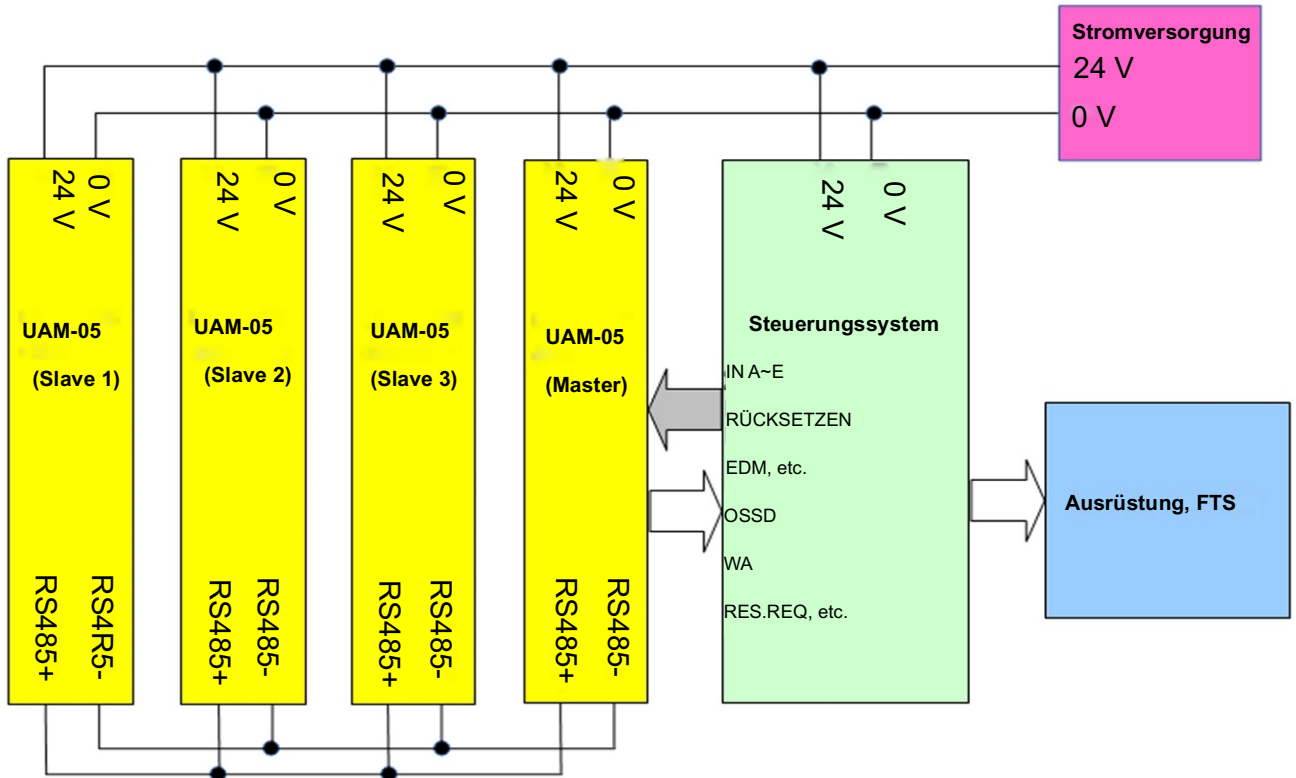 Stromversorgung
24 V
0 V
24 V
0 V
24 V
0 V
24 V
0 V
24 V
0 V
24 V
0 V
UAM-05
(Slave 1)
UAM-05
(Slave 2)
UAM-05
(Slave 3)
UAM-05
(Master)
Steuerungssystem
IN A~E
RÜCKSETZEN
EDM, etc.
OSSD
WA
RES.REQ, etc.
Ausrüstung, FTS
RS485+
RS4R5-
RS485+
RS485-
RS485+
RS485-
RS485+
RS485-